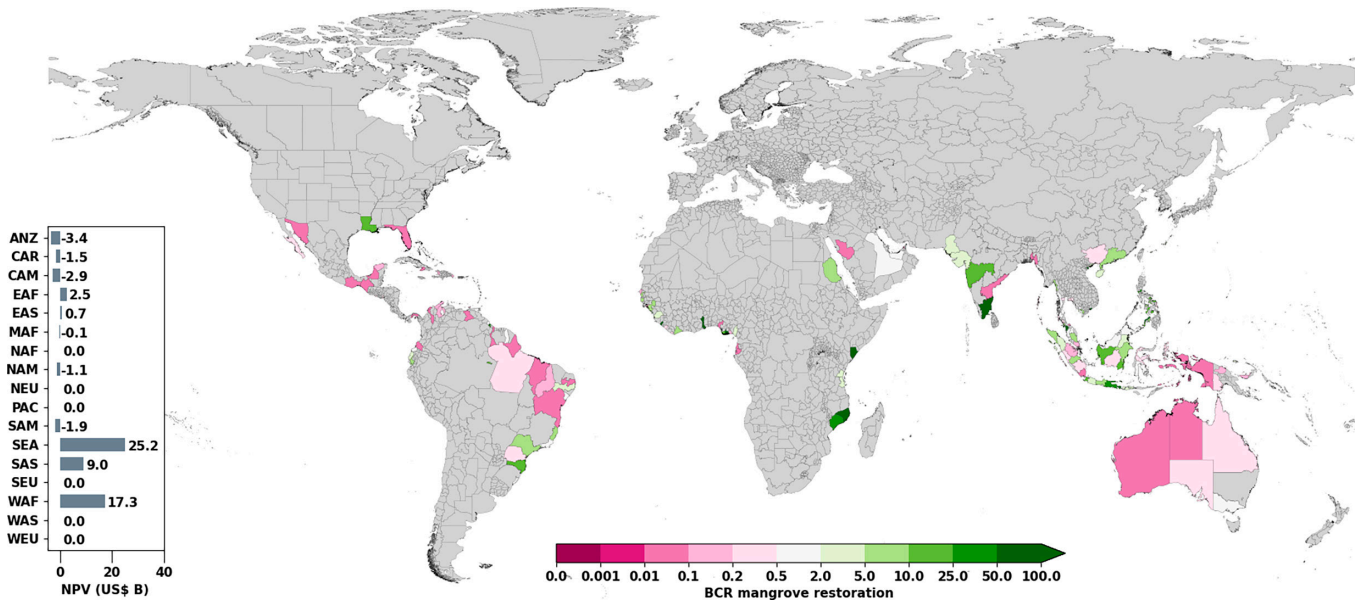 ANZ -3.4
CAR -1.5
CAM -2.9
EAF 2.5
EAS 0.7
MAF -0.1
NAF 0.0
NAM -1.1
NEU 0.0
PAC 0.0
SAM -1.9
SEA 25.2
SAS 9.0
SEU 0.0
WAF 17.3
WAS 0.0
WEU 0.0
0 20 40
NPV (US$ B)
0.0 0.001 0.01 0.1 0.2 0.5 2.0 5.0 10.0 25.0 50.0 100.0
BCR mangrove restoration